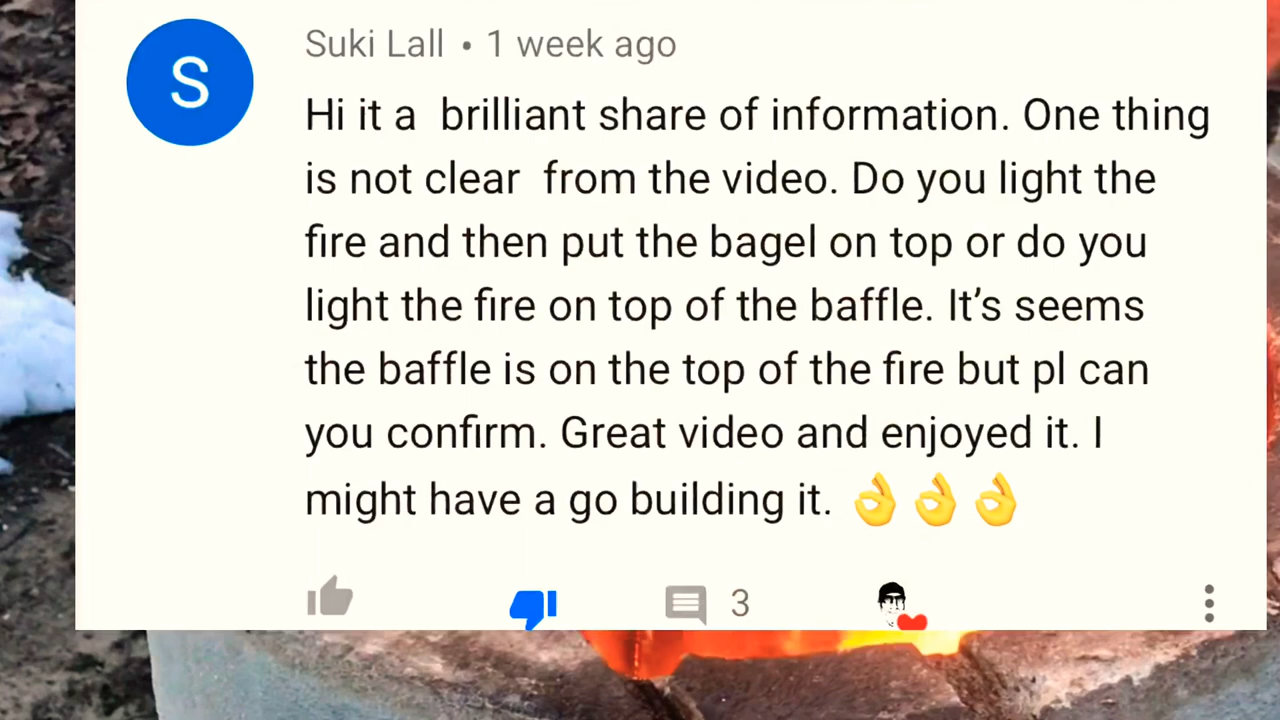 S
Suki Lall • 1 week ago
Hi it a  brilliant share of information. One thing
is not clear  from the video. Do you light the
fire and then put the bagel on top or do you
light the fire on top of the baffle. It’s seems
the baffle is on the top of the fire but pl can
you confirm. Great video and enjoyed it. I
might have a go building it. 👌👌👌
3